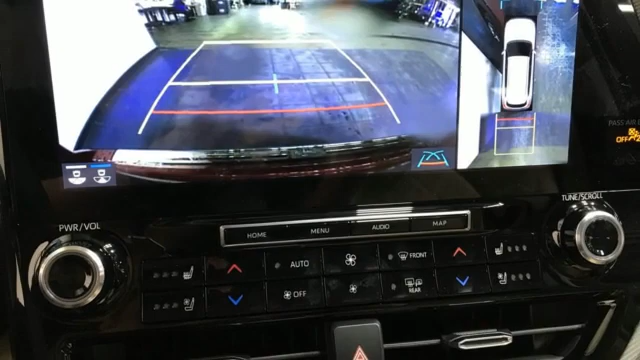 PASS AIR
OFF
TUNE/SCROLL
PWR/VOL
HOME MENU AUDIO MAP
AUTO FRONT
OFF REAR